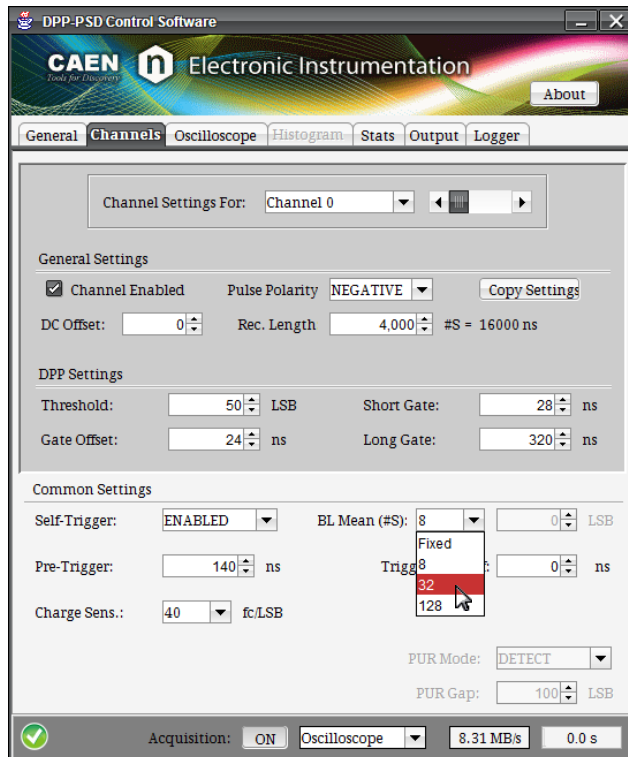 DPP-PSD Control Software
CAEN n Electronic Instrumentation
Tools for Discovery
About
General Channels Oscilloscope Histogram Stats Output Logger
Channel Settings For: Channel 0
General Settings
Channel Enabled Pulse Polarity NEGATIVE Copy Settings
DC Offset: 0 Rec. Length 4,000 #S = 16000 ns
DPP Settings
Threshold: 50 LSB Short Gate: 28 ns
Gate Offset: 24 ns Long Gate: 320 ns
Common Settings
Self-Trigger: ENABLED BL Mean (#S): 8 0 LSB
Fixed
Pre-Trigger: 140 ns 8 0 ns
32
Charge Sens.: 40 fc/LSB 128
PUR Mode: DETECT
PUR Gap: 100 LSB
Acquisition: ON Oscilloscope 8.31 MB/s 0.0 s